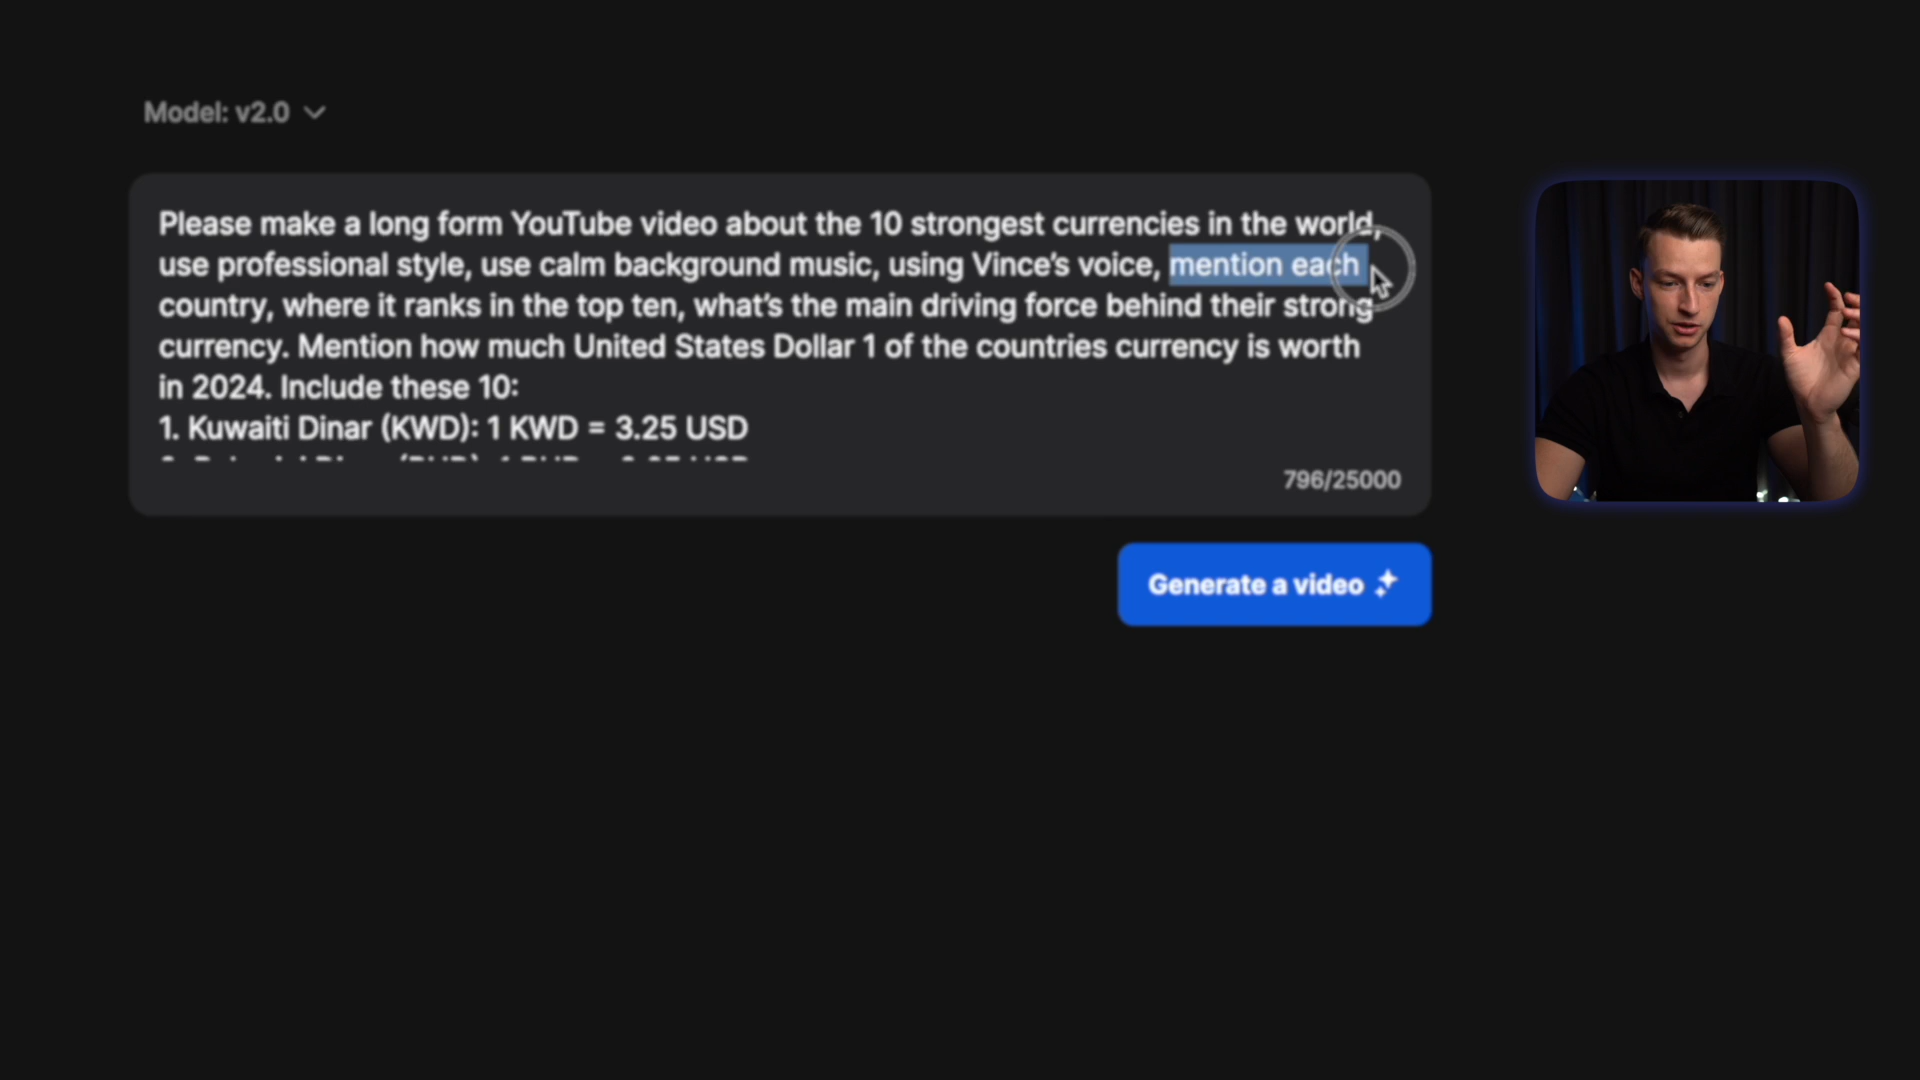 Model: v2.0
Please make a long form YouTube video about the 10 strongest currencies in the world,
use professional style, use calm background music, using Vince's voice, mention each
country, where it ranks in the top ten, what's the main driving force behind their strong
currency. Mention how much United States Dollar 1 of the countries currency is worth
in 2024. Include these 10:
1. Kuwaiti Dinar (KWD): 1 KWD = 3.25 USD
796/25000
Generate a video